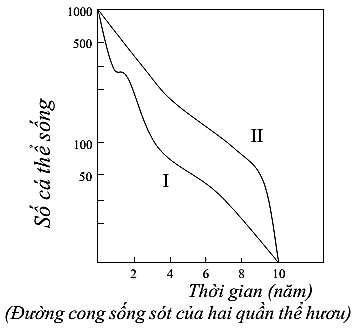 1000
500
100
50
Số cá thể sống
II
I
2 4 6 8 10
Thời gian (năm)
(Đường cong sống sót của hai quần thể hươu)